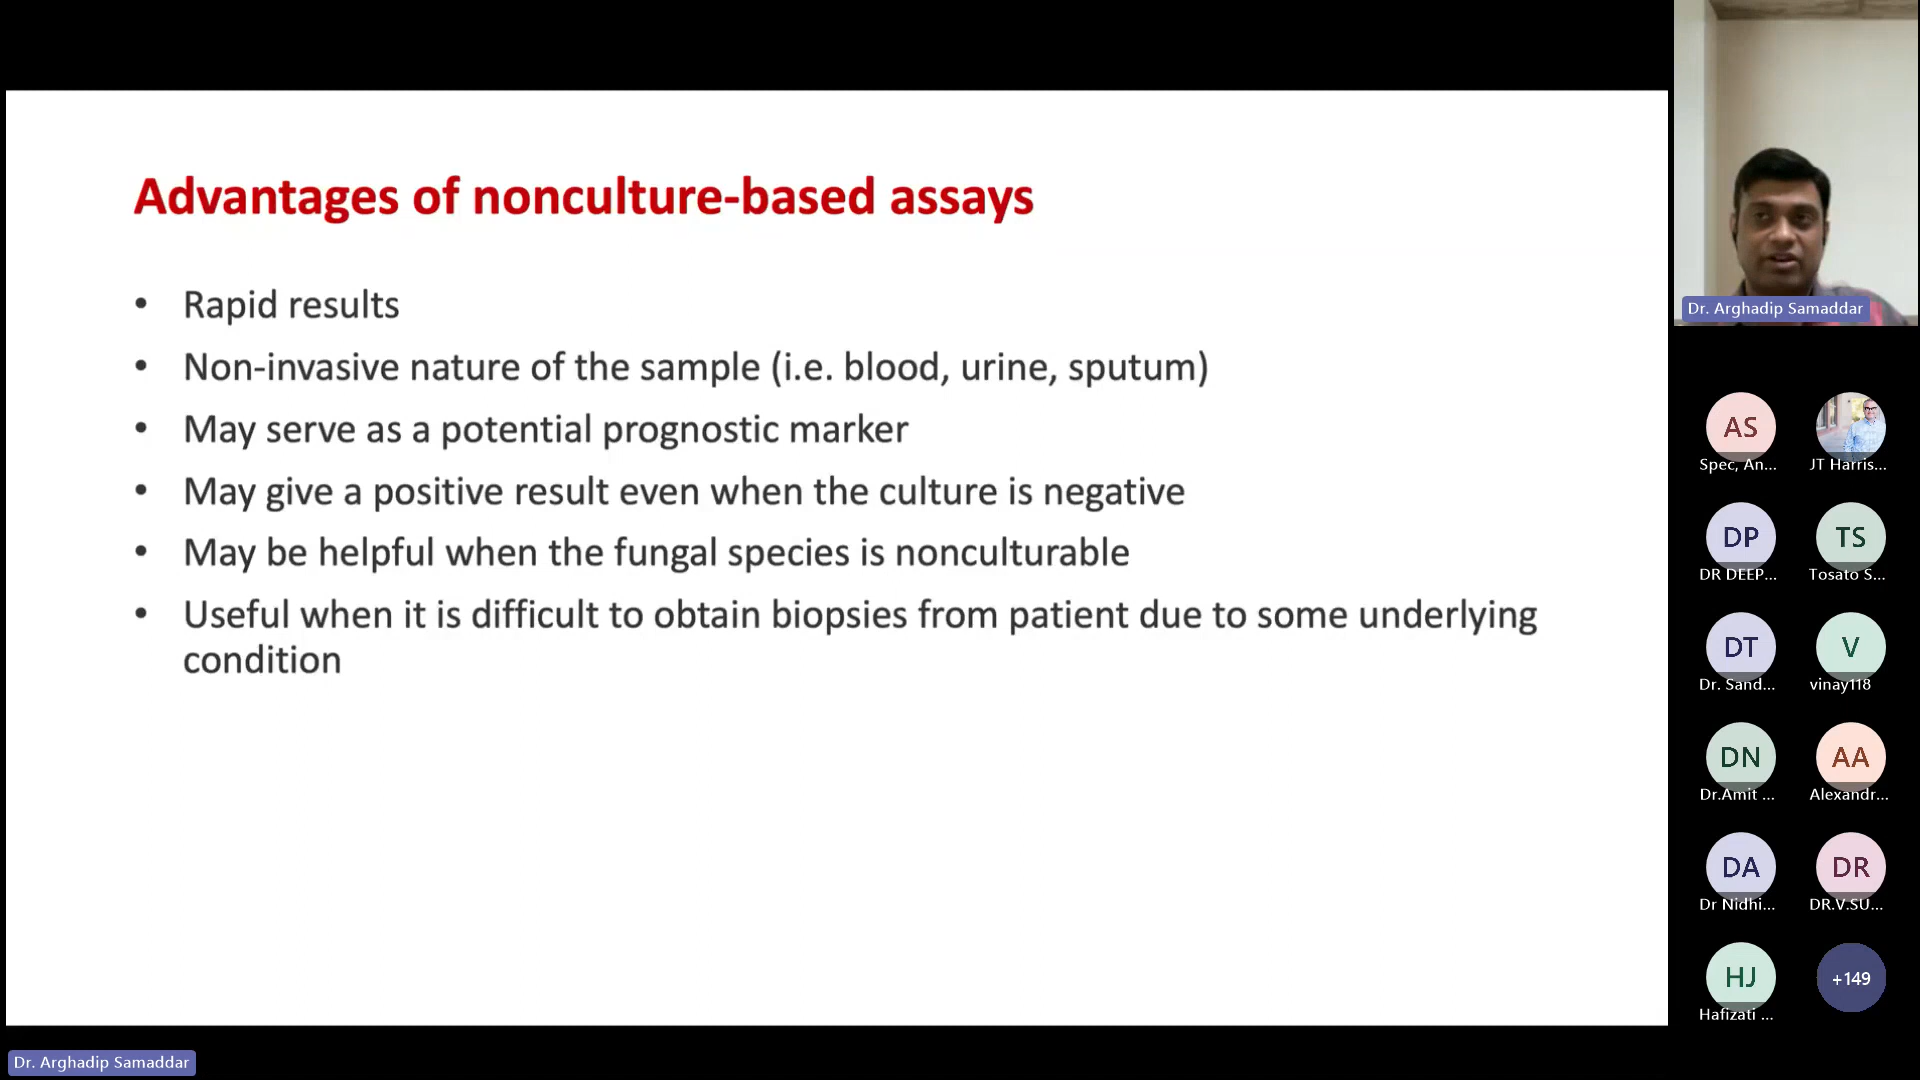 Advantages of nonculture-based assays
• Rapid results
• Non-invasive nature of the sample (i.e. blood, urine, sputum)
• May serve as a potential prognostic marker
• May give a positive result even when the culture is negative
• May be helpful when the fungal species is nonculturable
• Useful when it is difficult to obtain biopsies from patient due to some underlying
condition
Dr. Arghadip Samaddar
Dr. Arghadip Samaddar
AS
Spec, An...
JT Harris...
DP
DR DEEP...
TS
Tosato S...
DT
Dr. Sand...
V
vinay118
DN
Dr.Amit ...
AA
Alexandr...
DA
Dr Nidhi...
DR
DR.V.SU...
HJ
Hafizati ...
+149